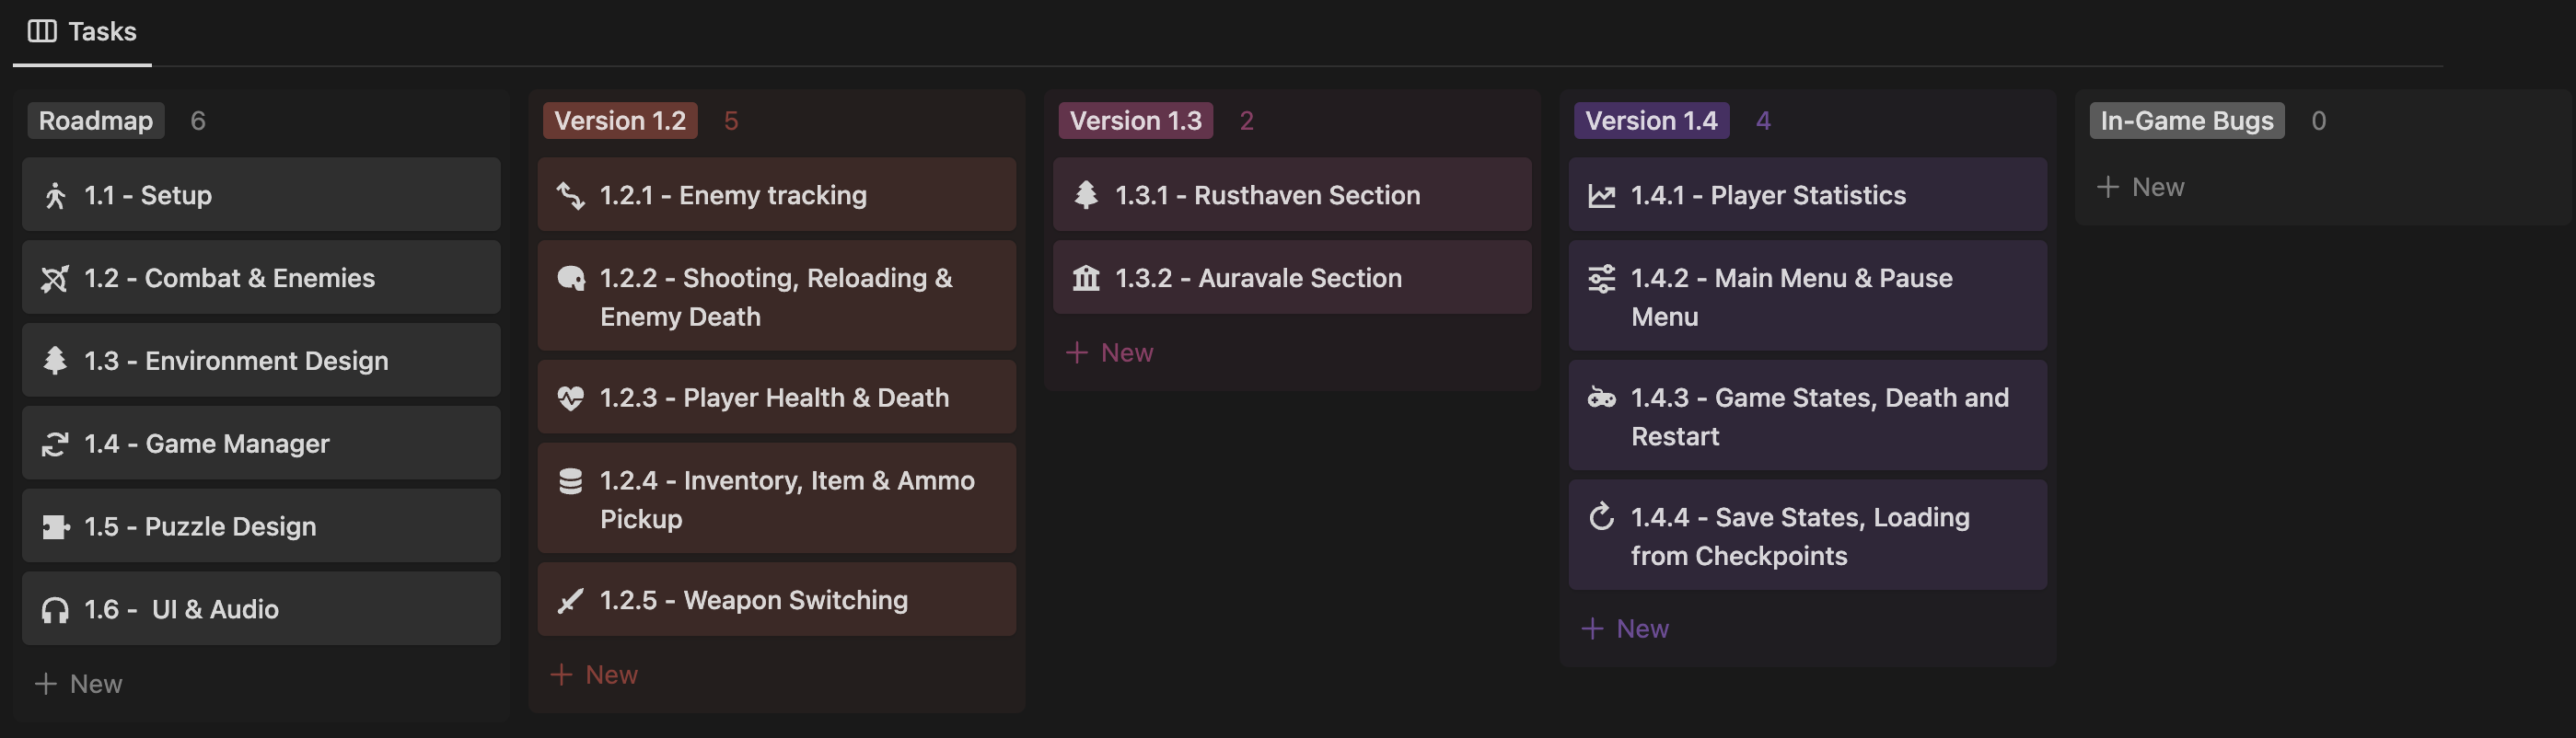 Tasks
Roadmap 6
1.1 - Setup
1.2 - Combat & Enemies
1.3 - Environment Design
1.4 - Game Manager
1.5 - Puzzle Design
1.6 -  UI & Audio
+ New
Version 1.2 5
1.2.1 - Enemy tracking
1.2.2 - Shooting, Reloading &
Enemy Death
1.2.3 - Player Health & Death
1.2.4 - Inventory, Item & Ammo
Pickup
1.2.5 - Weapon Switching
+ New
Version 1.3 2
1.3.1 - Rusthaven Section
1.3.2 - Auravale Section
+ New
Version 1.4 4
1.4.1 - Player Statistics
1.4.2 - Main Menu & Pause
Menu
1.4.3 - Game States, Death and
Restart
1.4.4 - Save States, Loading
from Checkpoints
+ New
In-Game Bugs 0
+ New